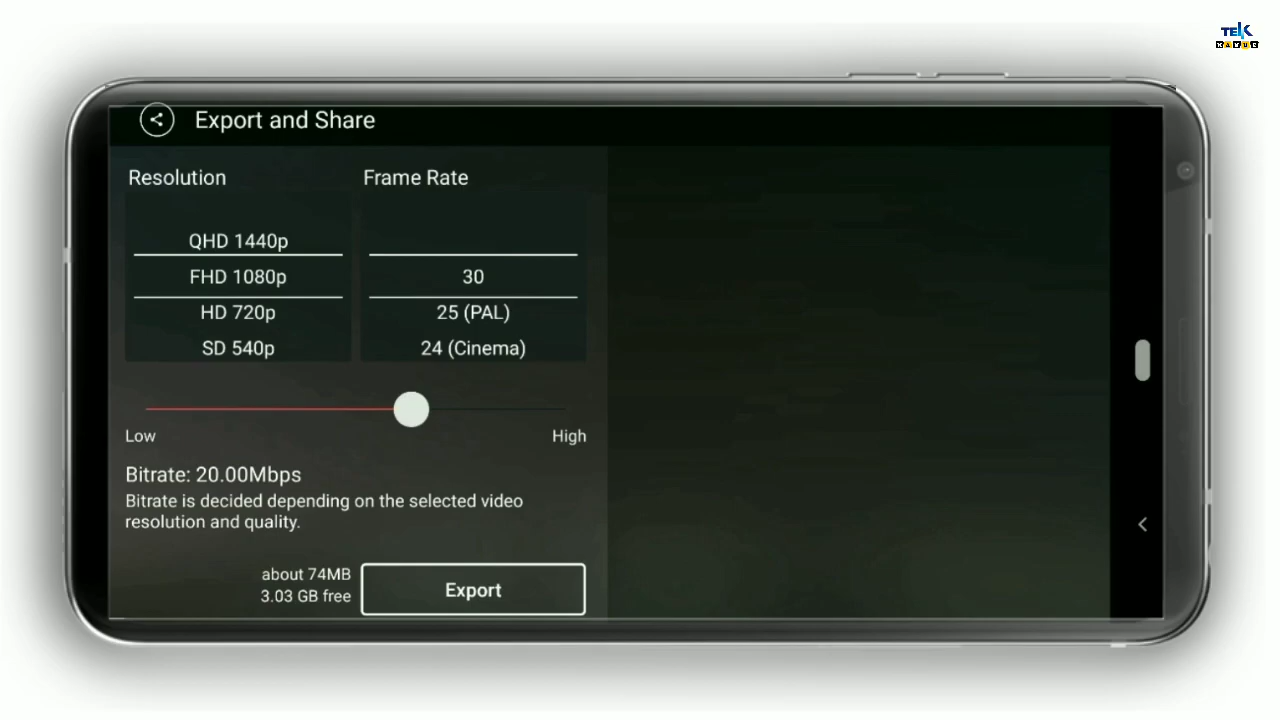 TEK
Export and Share
Resolution
Frame Rate
QHD 1440p
FHD 1080p
30
HD 720p
25 (PAL)
SD 540p
24 (Cinema)
Low
High
Bitrate: 20.00Mbps
Bitrate is decided depending on the selected video
resolution and quality.
about 74MB
3.03 GB free
Export